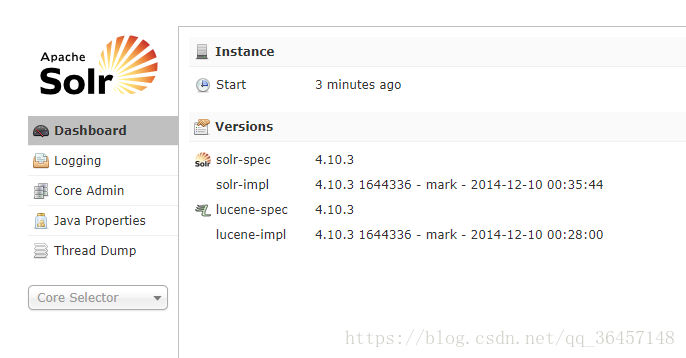 Apache
Solr
Dashboard
Logging
Core Admin
Java Properties
Thread Dump
Core Selector
Instance
Start 3 minutes ago
Versions
Solr solr-spec 4.10.3
solr-impl 4.10.3 1644336 - mark - 2014-12-10 00:35:44
lucene-spec 4.10.3
lucene-impl 4.10.3 1644336 - mark - 2014-12-10 00:28:00
https://blog.csdn.net/qq_36457148